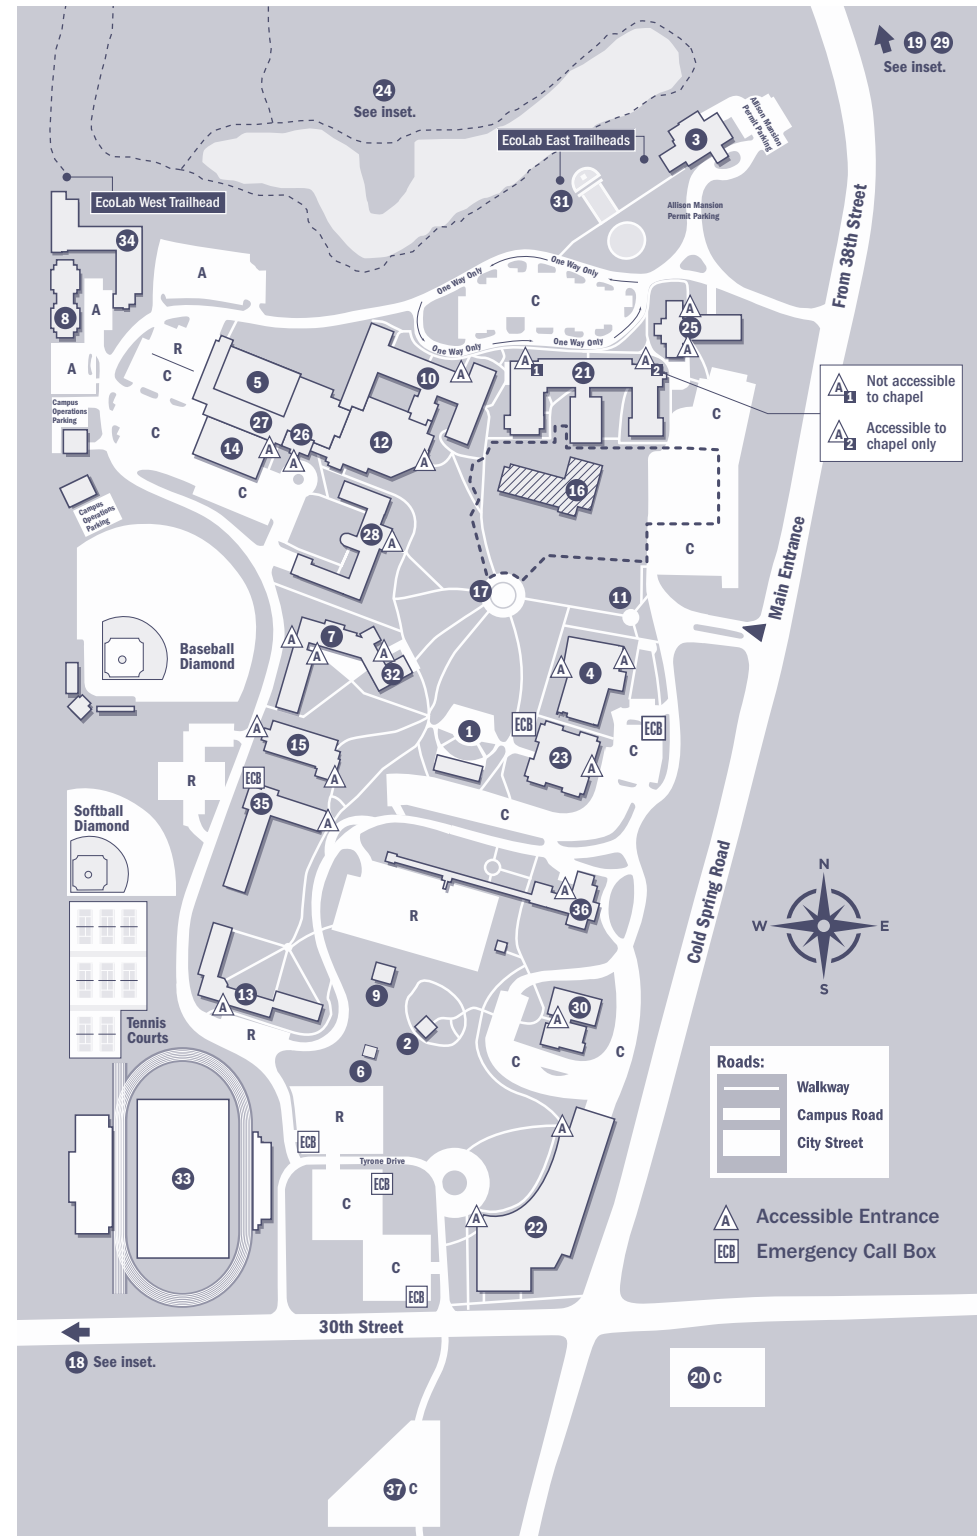 19 29
See inset.
24
See inset.
Allison Mansion
Permit Parking
3
EcoLab East Trailheads
31
Allison Mansion
Permit Parking
EcoLab West Trailhead
34
From 38th Street
A
One Way Only
One Way Only
C
8
A
A
25
A
One Way Only
One Way Only
R
C
A
5
10
A
A
1
21
A
2
A
Not accessible
1
to chapel
A
Accessible to
2
chapel only
Campus
Operations
Parking
C
27
26
12
14
A
A
A
C
C
16
Campus
Operations
Parking
28
A
C
Main Entrance
17
11
Baseball
Diamond
A
7
A
A
32
A
4
A
A
15
1
ECB
ECB
23
C
A
R
ECB
A
35
A
C
Softball
Diamond
Cold Spring Road
A
36
R
N
W
E
S
9
13
A
R
Tennis
Courts
2
30
A
C
C
6
Roads:
Walkway
Campus Road
City Street
R
ECB
A
Tyrone Drive
ECB
33
C
A
22
A
Accessible Entrance
ECB
Emergency Call Box
C
ECB
30th Street
18 See inset.
20 C
37 C